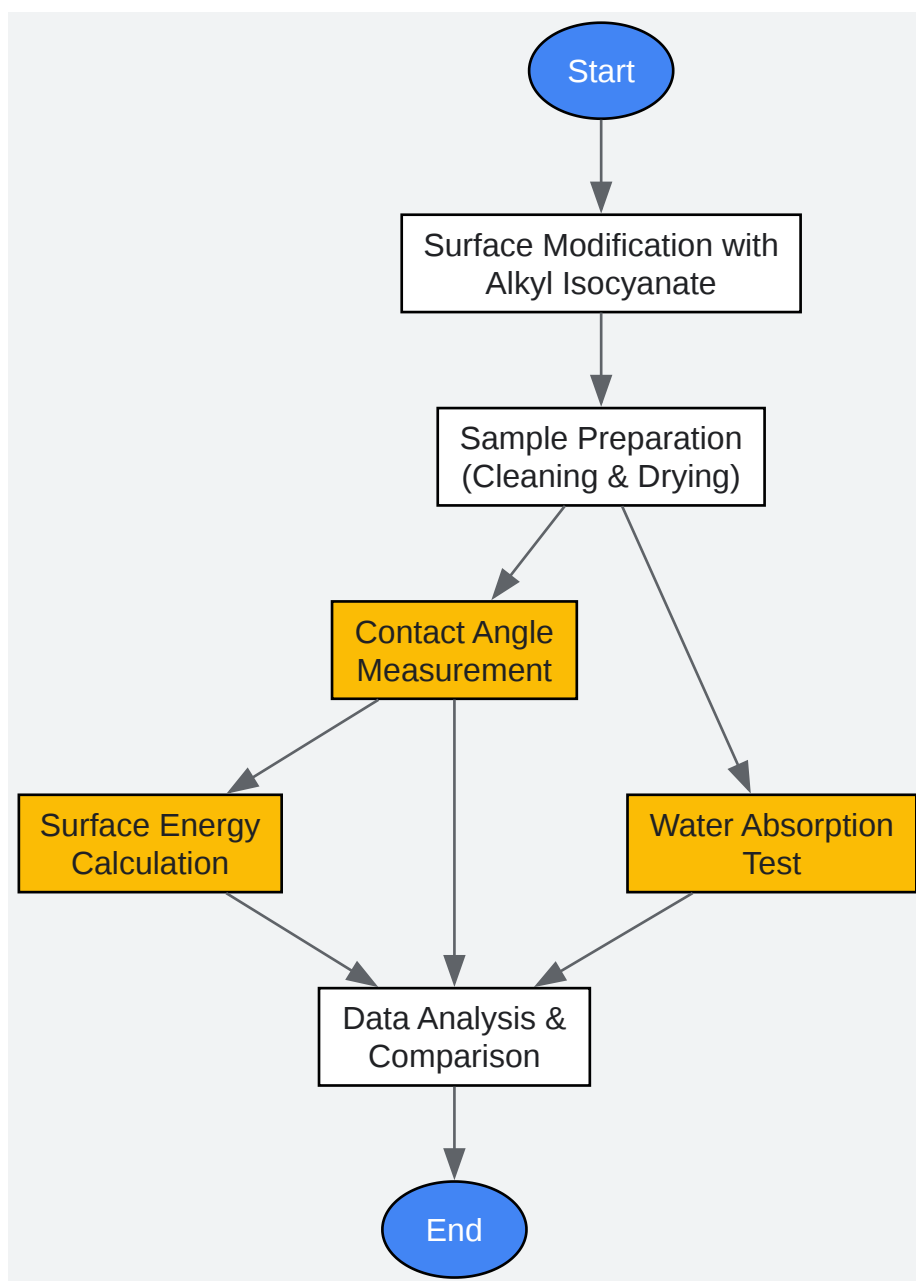 Start
Surface Modification with
Alkyl Isocyanate
Sample Preparation
(Cleaning & Drying)
Contact Angle
Measurement
Surface Energy
Calculation
Water Absorption
Test
Data Analysis &
Comparison
End